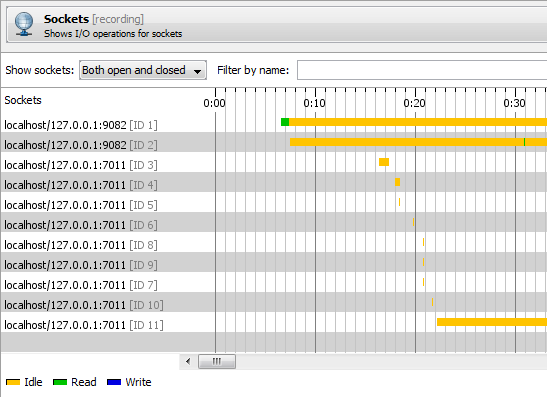 Sockets [recording]
Shows I/O operations for sockets
Show sockets: Both open and closed Filter by name:
Sockets 0:00 0:10 0:20 0:30
localhost/127.0.0.1:9082 [ID 1]
localhost/127.0.0.1:9082 [ID 2]
localhost/127.0.0.1:7011 [ID 3]
localhost/127.0.0.1:7011 [ID 4]
localhost/127.0.0.1:7011 [ID 5]
localhost/127.0.0.1:7011 [ID 6]
localhost/127.0.0.1:7011 [ID 8]
localhost/127.0.0.1:7011 [ID 9]
localhost/127.0.0.1:7011 [ID 7]
localhost/127.0.0.1:7011 [ID 10]
localhost/127.0.0.1:7011 [ID 11]
Idle Read Write